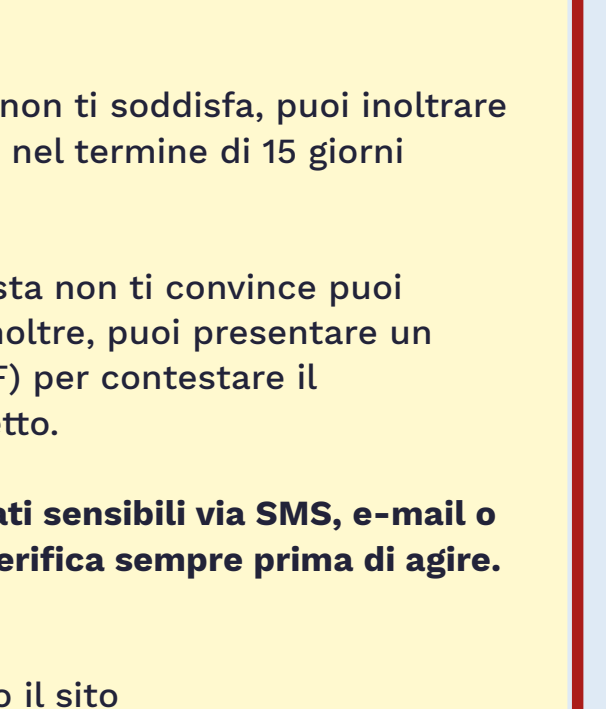 non ti soddisfa, puoi inoltrare
nel termine di 15 giorni
sta non ti convince puoi
noltre, puoi presentare un
F) per contestare il
etto.
ati sensibili via SMS, e-mail o
erifica sempre prima di agire.
o il sito